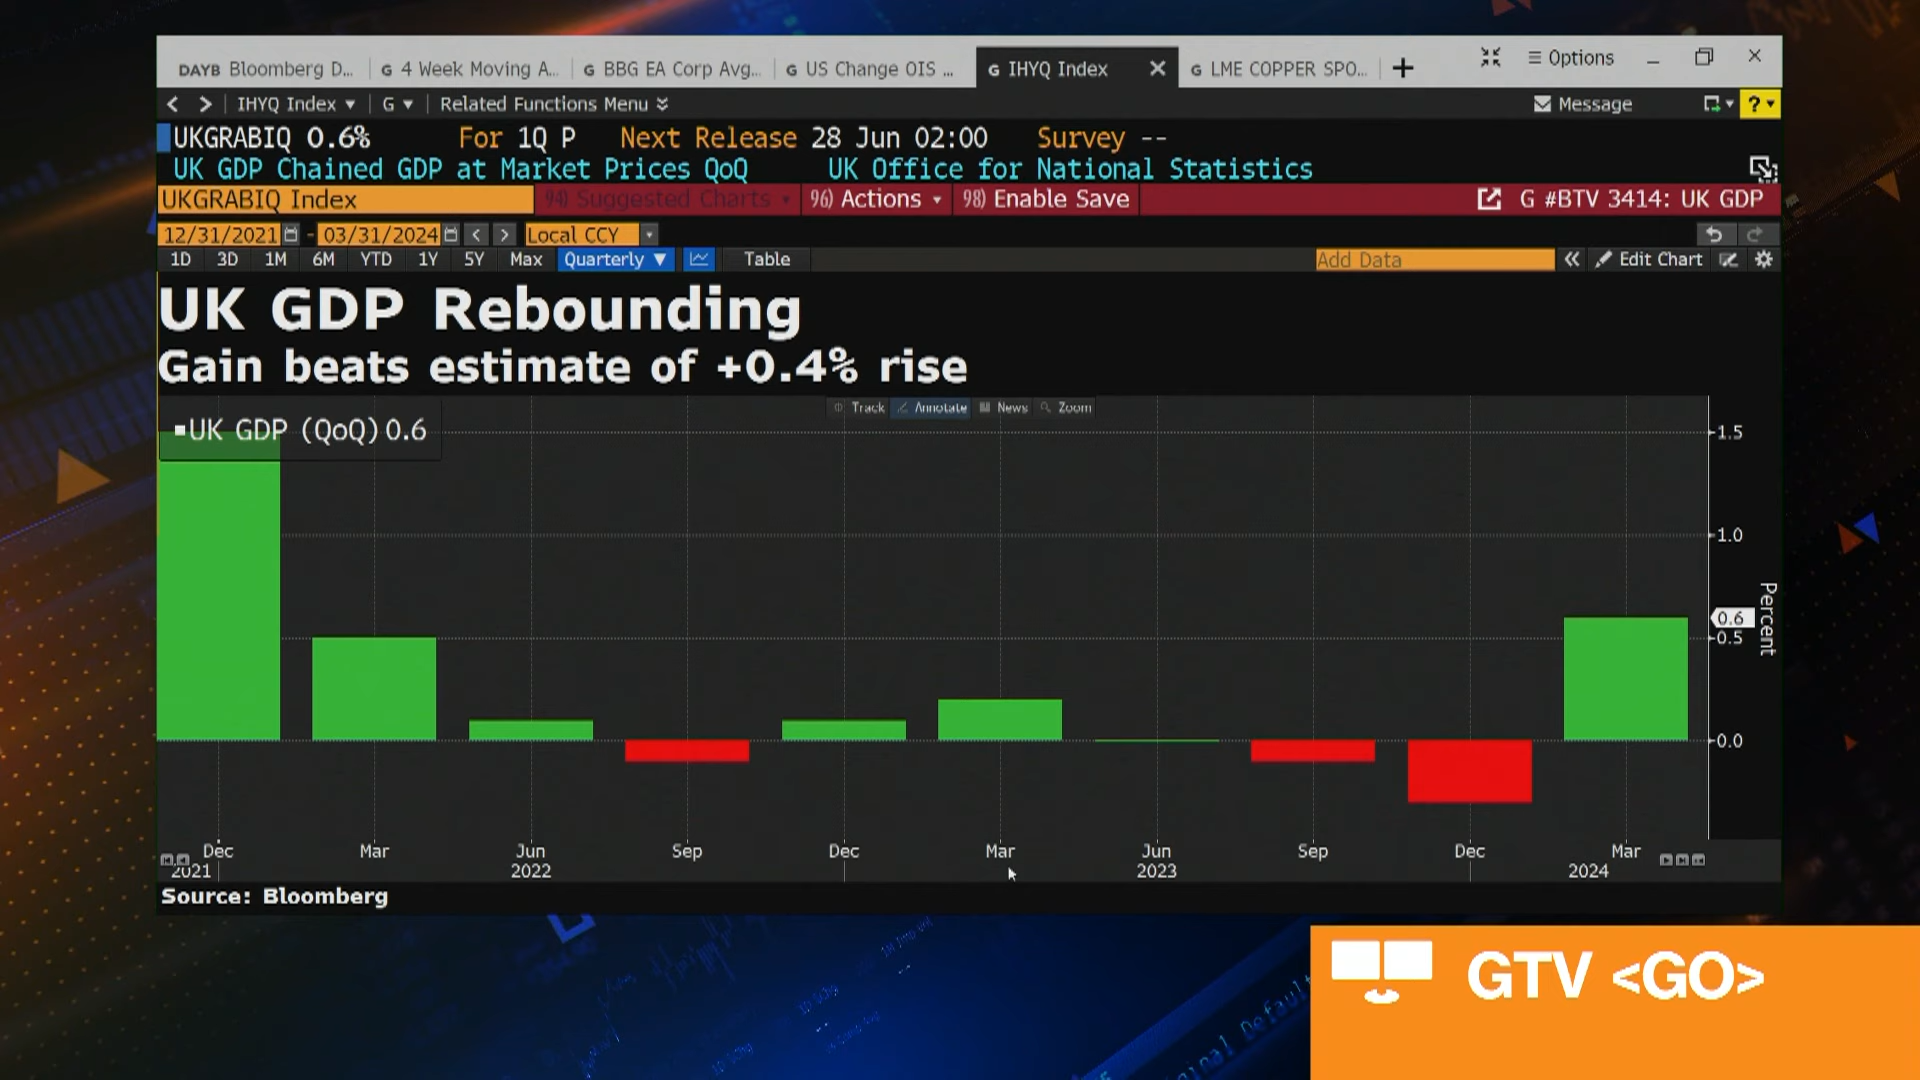 DAYB Bloomberg D... G 4 Week Moving A... G BBG EA Corp Avg... G US Change OIS ... G IHYQ Index × G LME COPPER SPO... + Options
IHYQ Index G Related Functions Menu Message ?
UKGRABIQ 0.6% For 1Q P Next Release 28 Jun 02:00 Survey --
UK GDP Chained GDP at Market Prices QoQ UK Office for National Statistics
UKGRABIQ Index 94) Suggested Charts 96) Actions 98) Enable Save G #BTV 3414: UK GDP
12/31/2021 - 03/31/2024 < > Local CCY
1D 3D 1M 6M YTD 1Y 5Y Max Quarterly Table Add Data « Edit Chart
UK GDP Rebounding
Gain beats estimate of +0.4% rise
Track Annotate News Zoom
UK GDP (QoQ) 0.6
1.5
1.0
0.6
0.5
0.0
Percent
Dec Mar Jun Sep Dec Mar Jun Sep Dec Mar
2021 2022 2023 2024
Source: Bloomberg
GTV <GO>